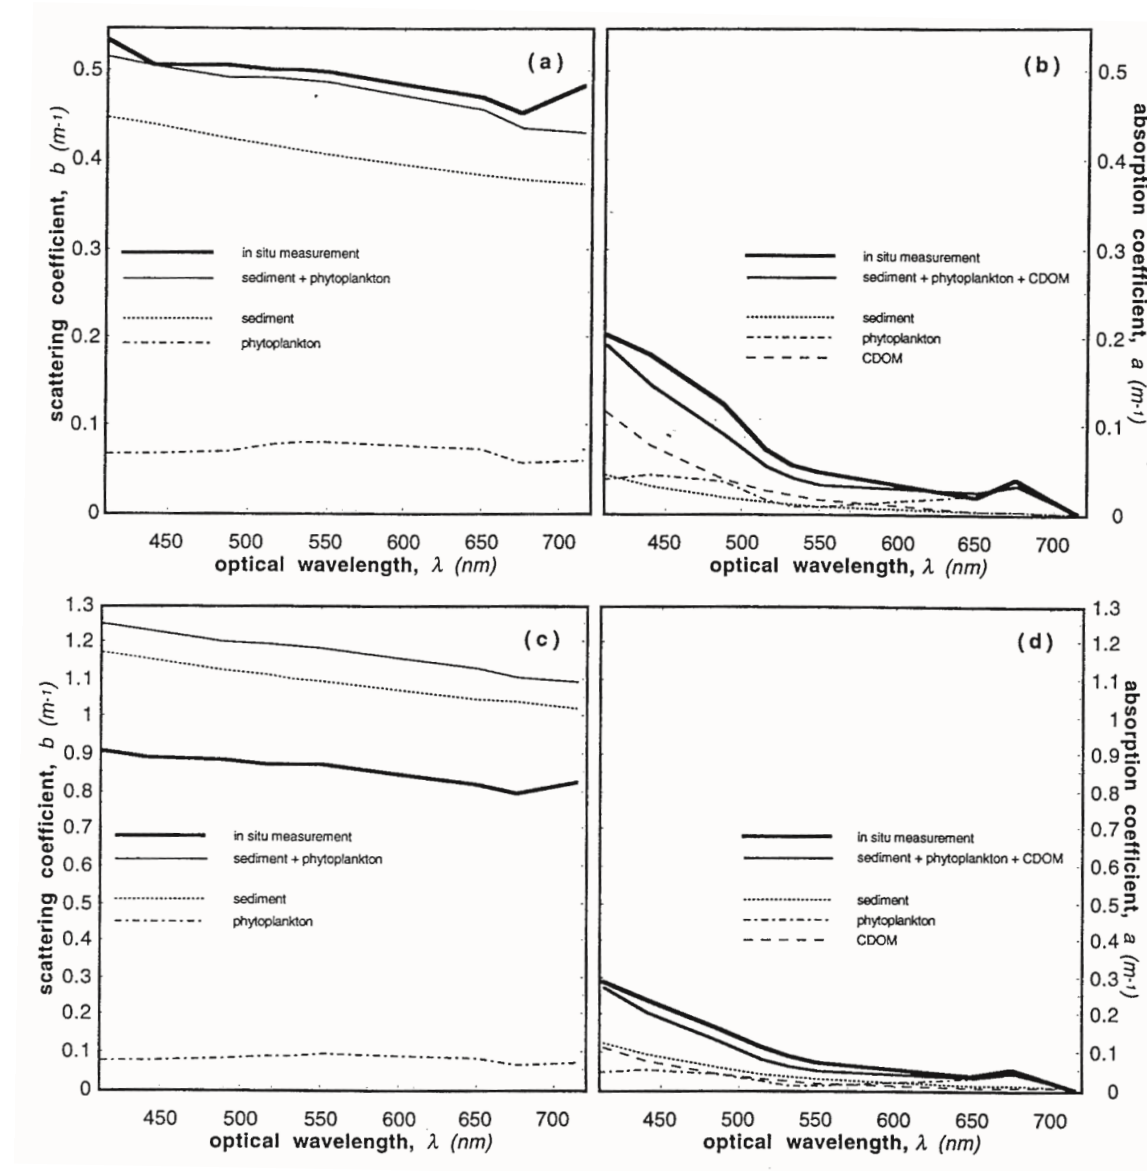 (a)
0.5
0.4
0.3
0.2
0.1
0
scattering coefficient, b (m-1)
in situ measurement
sediment + phytoplankton
sediment
phytoplankton
450 500 550 600 650 700
optical wavelength, λ (nm)
(b)
0.5
0.4
0.3
0.2
0.1
0
absorption coefficient, a (m-1)
in situ measurement
sediment + phytoplankton + CDOM
sediment
phytoplankton
CDOM
450 500 550 600 650 700
optical wavelength, λ (nm)
(c)
1.3
1.2
1.1
1
0.9
0.8
0.7
0.6
0.5
0.4
0.3
0.2
0.1
0
scattering coefficient, b (m-1)
in situ measurement
sediment + phytoplankton
sediment
phytoplankton
450 500 550 600 650 700
optical wavelength, λ (nm)
(d)
1.3
1.2
1.1
1
0.9
0.8
0.7
0.6
0.5
0.4
0.3
0.2
0.1
0
absorption coefficient, a (m-1)
in situ measurement
sediment + phytoplankton + CDOM
sediment
phytoplankton
CDOM
450 500 550 600 650 700
optical wavelength, λ (nm)